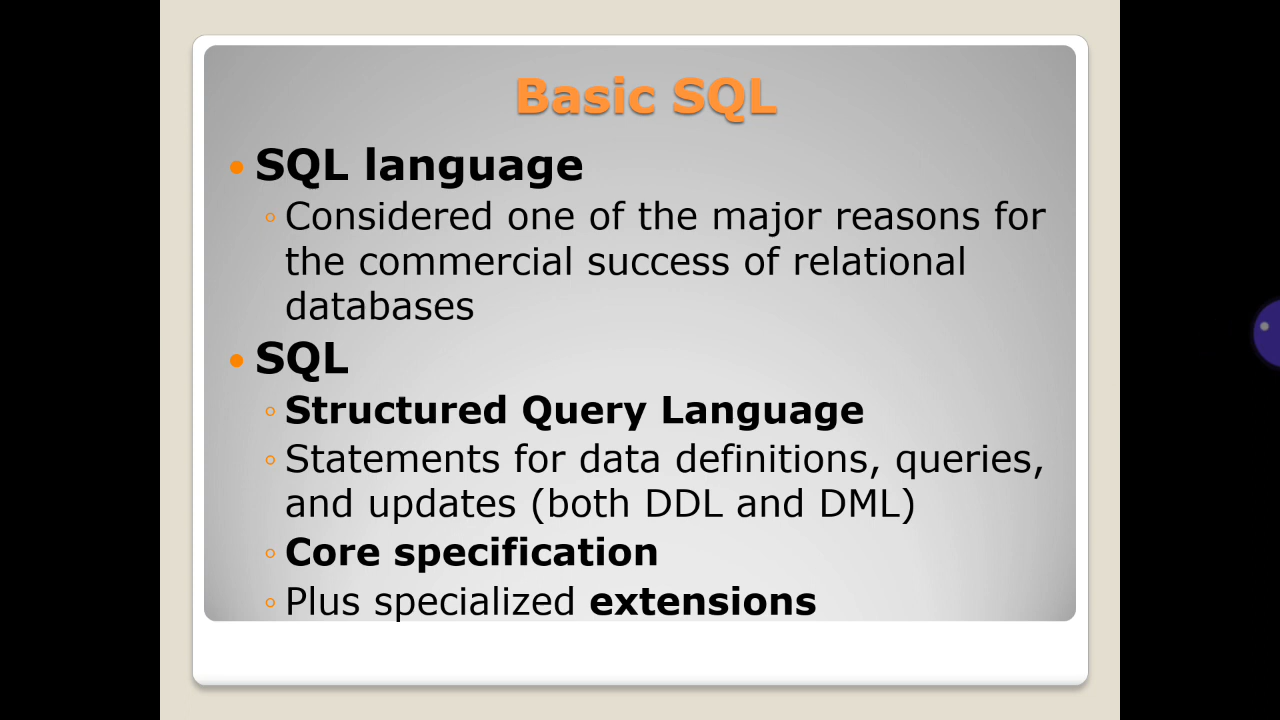 Basic SQL
SQL language
Considered one of the major reasons for
the commercial success of relational
databases
SQL
Structured Query Language
Statements for data definitions, queries,
and updates (both DDL and DML)
Core specification
Plus specialized extensions